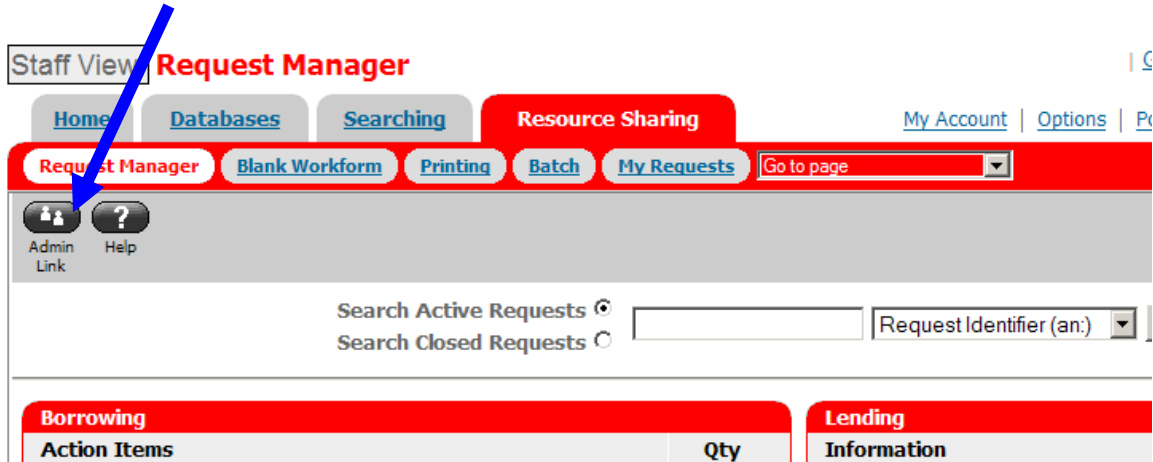 Staff View Request Manager | G
Home Databases Searching Resource Sharing My Account | Options | Po
Request Manager Blank Workform Printing Batch My Requests Go to page
? 
Admin Link Help
Search Active Requests Request Identifier (an:)
Search Closed Requests
Borrowing Lending
Action Items Qty Information